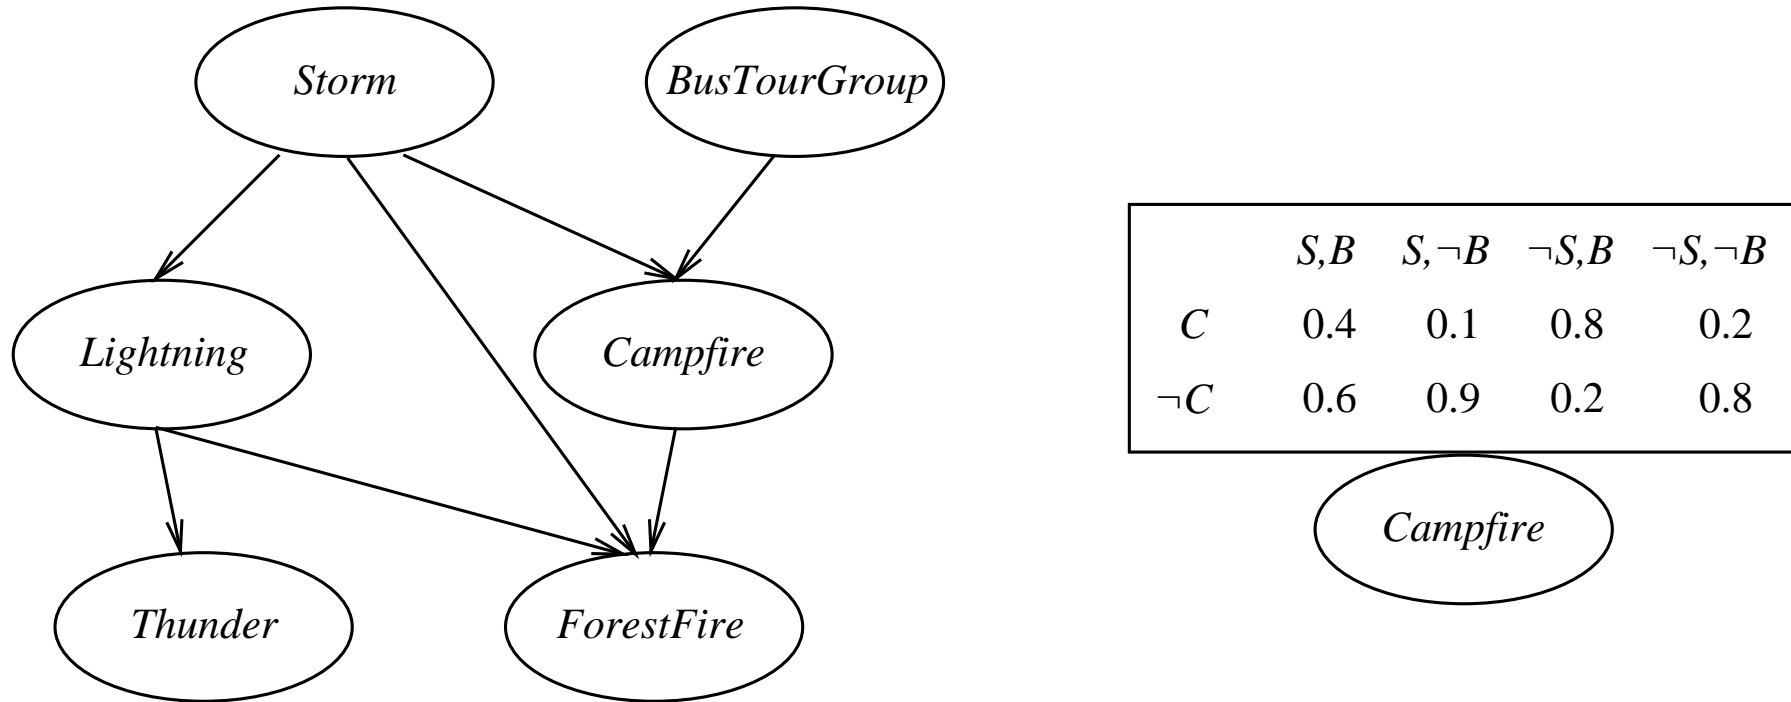 Storm
BusTourGroup
Lightning
Campfire
Thunder
ForestFire
S,B S,¬B ¬S,B ¬S,¬B
C 0.4 0.1 0.8 0.2
¬C 0.6 0.9 0.2 0.8
Campfire